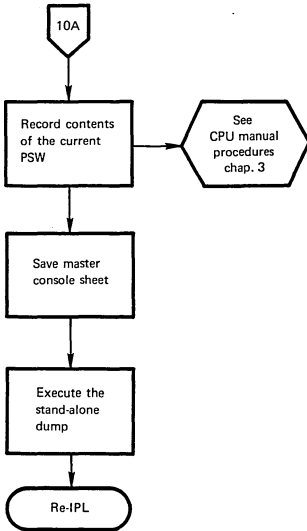 10A
Record contents
of the current
PSW
See
CPU manual
procedures
chap. 3
Save master
console sheet
Execute the
stand-alone
dump
Re-IPL